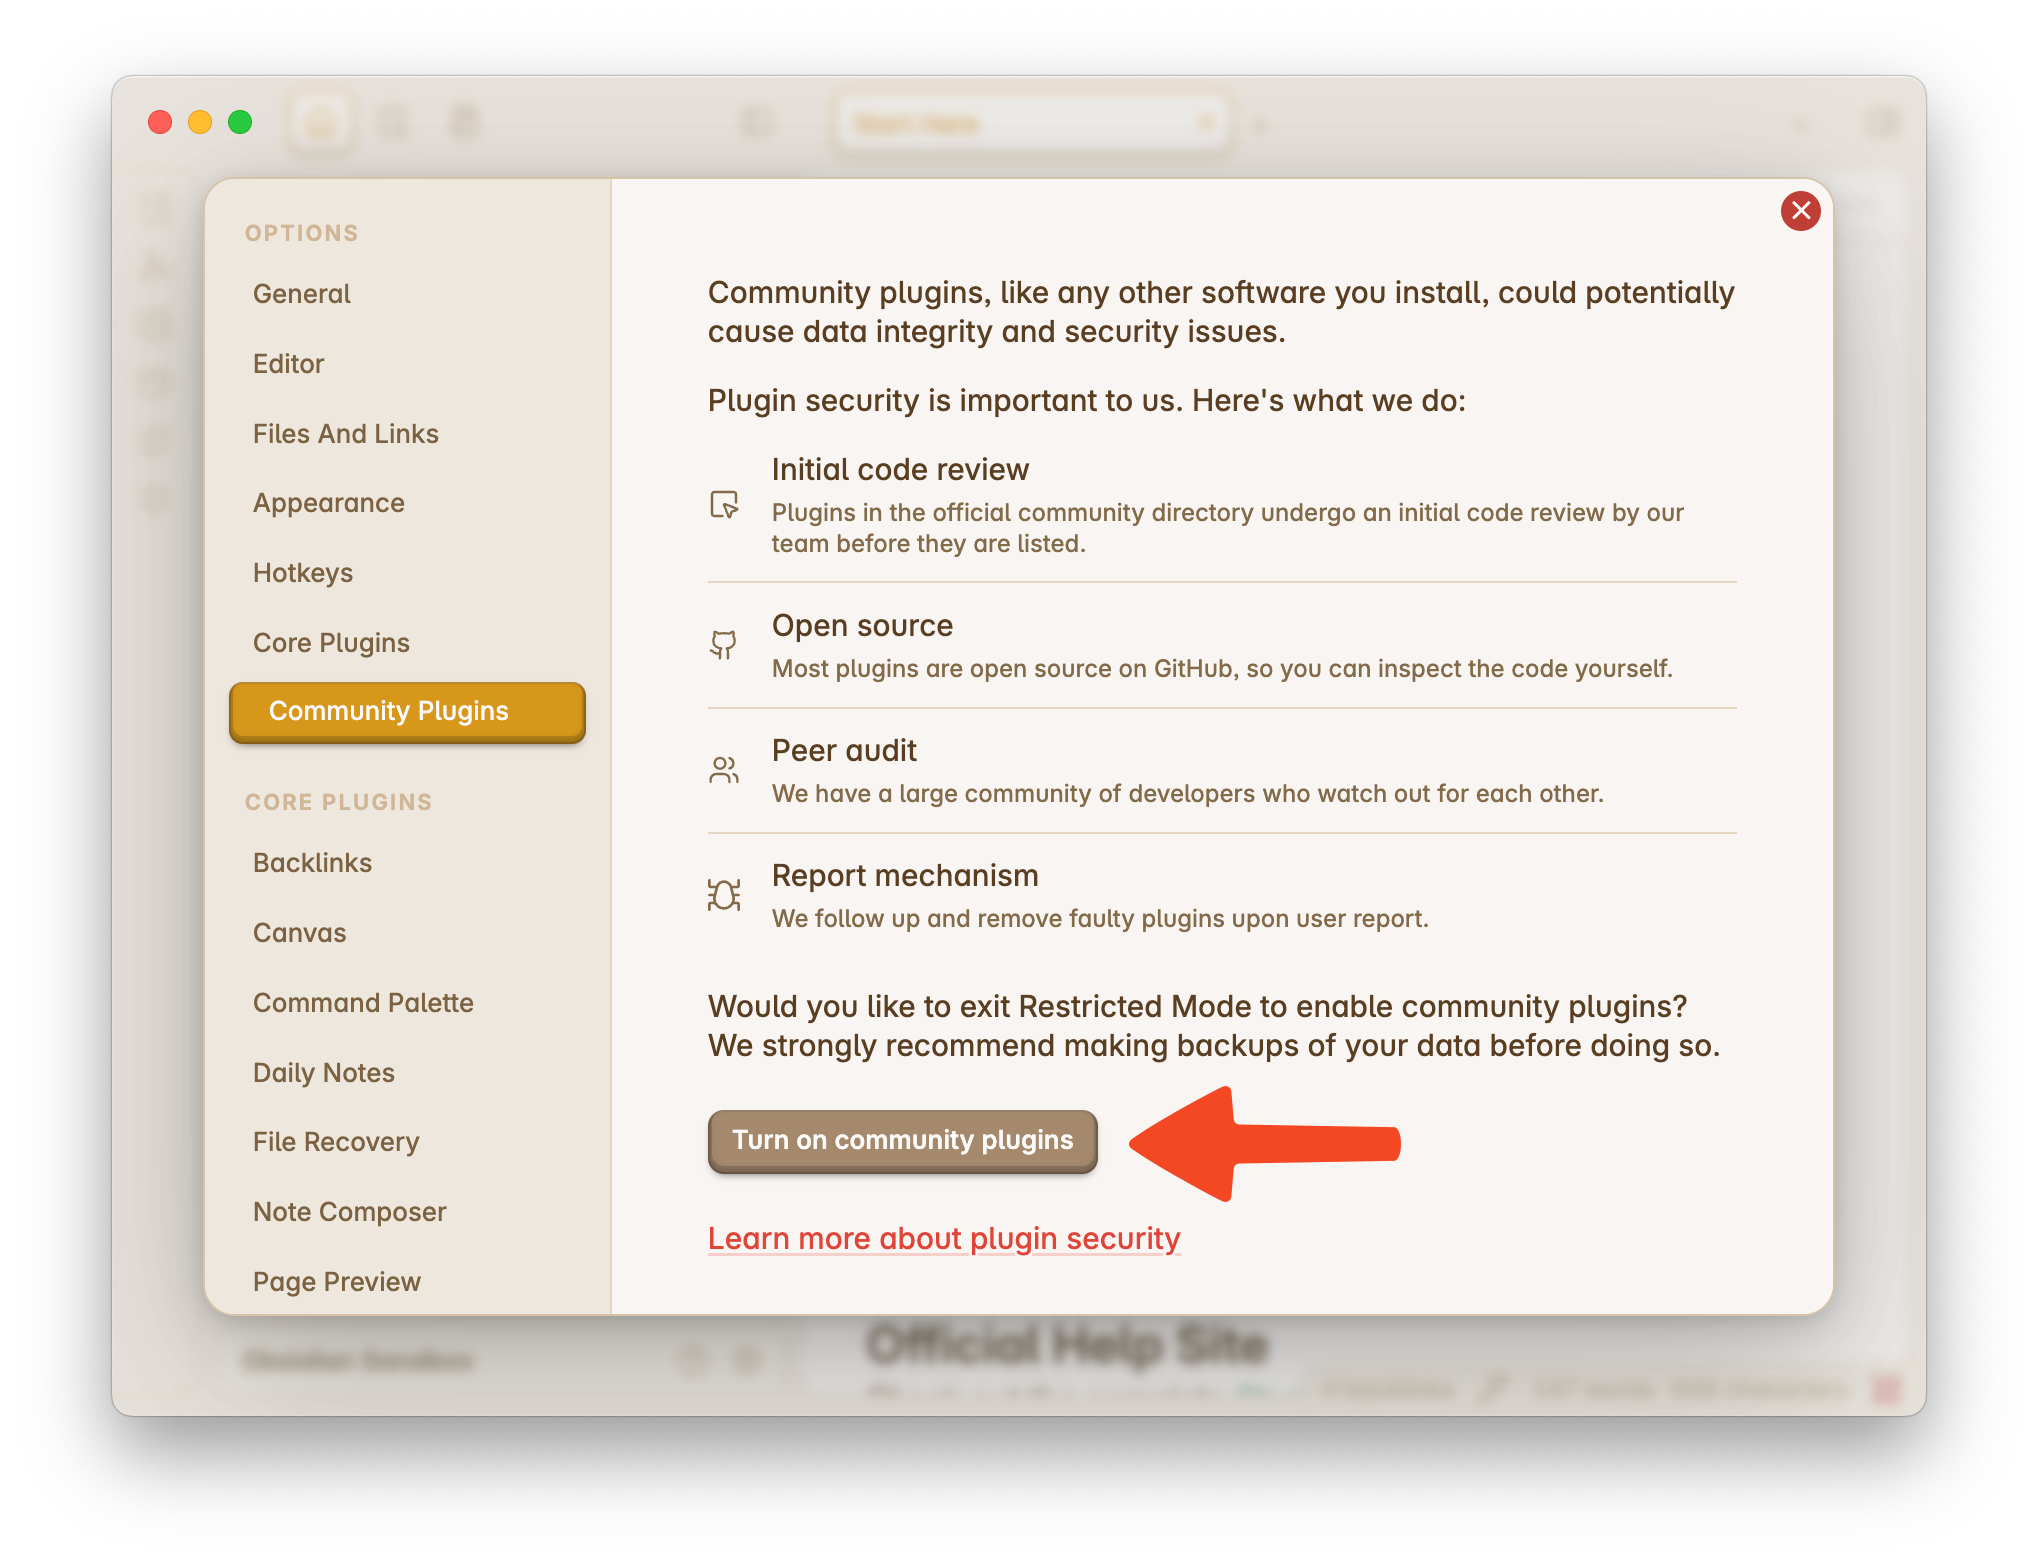 Start Here
OPTIONS
General
Editor
Files And Links
Appearance
Hotkeys
Core Plugins
Community Plugins
CORE PLUGINS
Backlinks
Canvas
Command Palette
Daily Notes
File Recovery
Note Composer
Page Preview
Community plugins, like any other software you install, could potentially
cause data integrity and security issues.
Plugin security is important to us. Here's what we do:
Initial code review
Plugins in the official community directory undergo an initial code review by our
team before they are listed.
Open source
Most plugins are open source on GitHub, so you can inspect the code yourself.
Peer audit
We have a large community of developers who watch out for each other.
Report mechanism
We follow up and remove faulty plugins upon user report.
Would you like to exit Restricted Mode to enable community plugins?
We strongly recommend making backups of your data before doing so.
Turn on community plugins
Learn more about plugin security
Obsidian Sandbox
Official Help Site